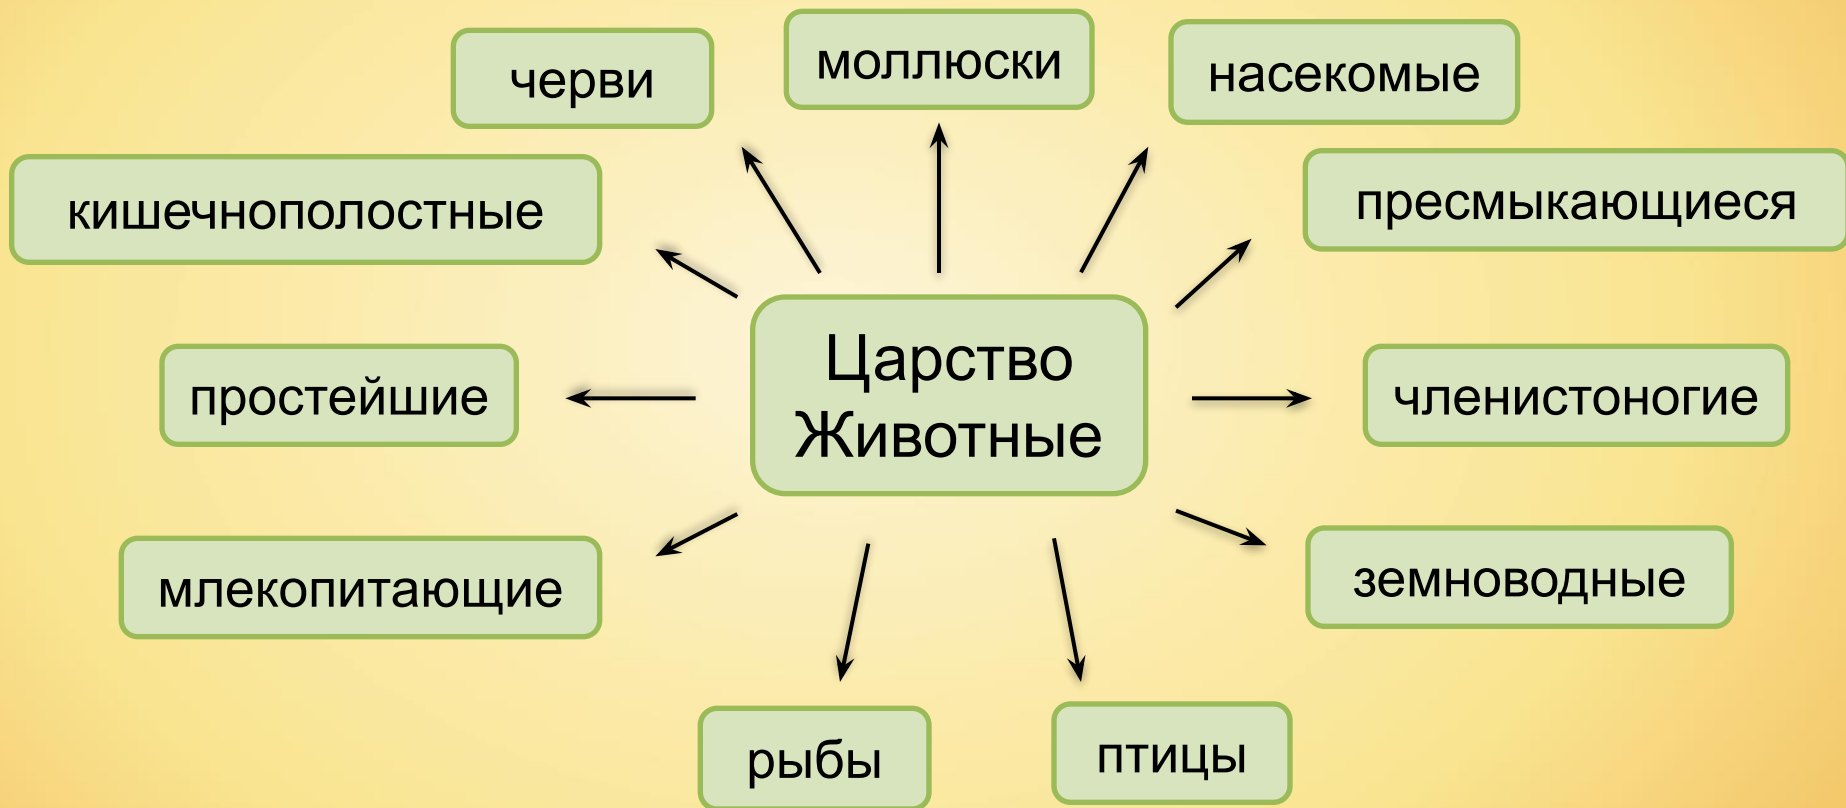 черви
моллюски
насекомые
кишечнополостные
пресмыкающиеся
Царство
Животные
простейшие
членистоногие
млекопитающие
земноводные
рыбы
птицы